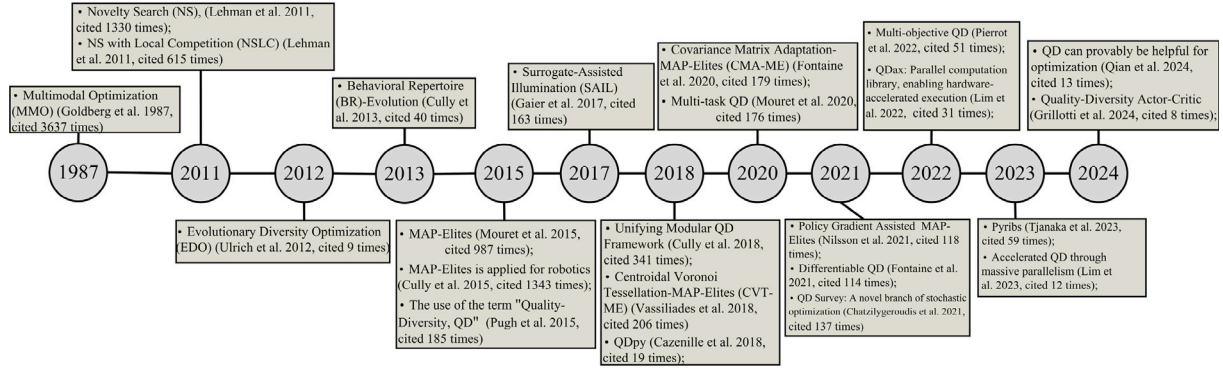 • Multimodal Optimization
(MMO) (Goldberg et al. 1987,
cited 3637 times)
• Novelty Search (NS), (Lehman et al. 2011,
cited 1330 times);
• NS with Local Competition (NSLC) (Lehman
et al. 2011, cited 615 times)
• Behavioral Repertoire
(BR)-Evolution (Cully et
al. 2013, cited 40 times)
• Surrogate-Assisted
Illumination (SAIL)
(Gaier et al. 2017, cited
163 times)
• Covariance Matrix Adaptation-
MAP-Elites (CMA-ME) (Fontaine
et al. 2020, cited 179 times);
• Multi-task QD (Mouret et al. 2020,
cited 176 times)
• Multi-objective QD (Pierrot
et al. 2022, cited 51 times);
• QDax: Parallel computation
library, enabling hardware-
accelerated execution (Lim et
al. 2022, cited 31 times);
• QD can provably be helpful for
optimization (Qian et al. 2024,
cited 13 times);
• Quality-Diversity Actor-Critic
(Grillotti et al. 2024, cited 8 times);
1987
2011
2012
2013
2015
2017
2018
2020
2021
2022
2023
2024
• Evolutionary Diversity Optimization
(EDO) (Ulrich et al. 2012, cited 9 times)
• MAP-Elites (Mouret et al. 2015,
cited 987 times);
• MAP-Elites is applied for robotics
(Cully et al. 2015, cited 1343 times);
• The use of the term "Quality-
Diversity, QD" (Pugh et al. 2015,
cited 185 times)
• Unifying Modular QD
Framework (Cully et al. 2018,
cited 341 times);
• Centroidal Voronoi
Tessellation-MAP-Elites (CVT-
ME) (Vassiliades et al. 2018,
cited 206 times)
• QDpy (Cazenille et al. 2018,
cited 19 times);
• Policy Gradient Assisted MAP-
Elites (Nilsson et al. 2021, cited 118
times);
• Differentiable QD (Fontaine et al.
2021, cited 114 times);
• QD Survey: A novel branch of stochastic
optimization (Chatzilygeroudis et al. 2021,
cited 137 times)
• Pyribs (Tjanaka et al. 2023,
cited 59 times);
• Accelerated QD through
massive parallelism (Lim et
al. 2023, cited 12 times);